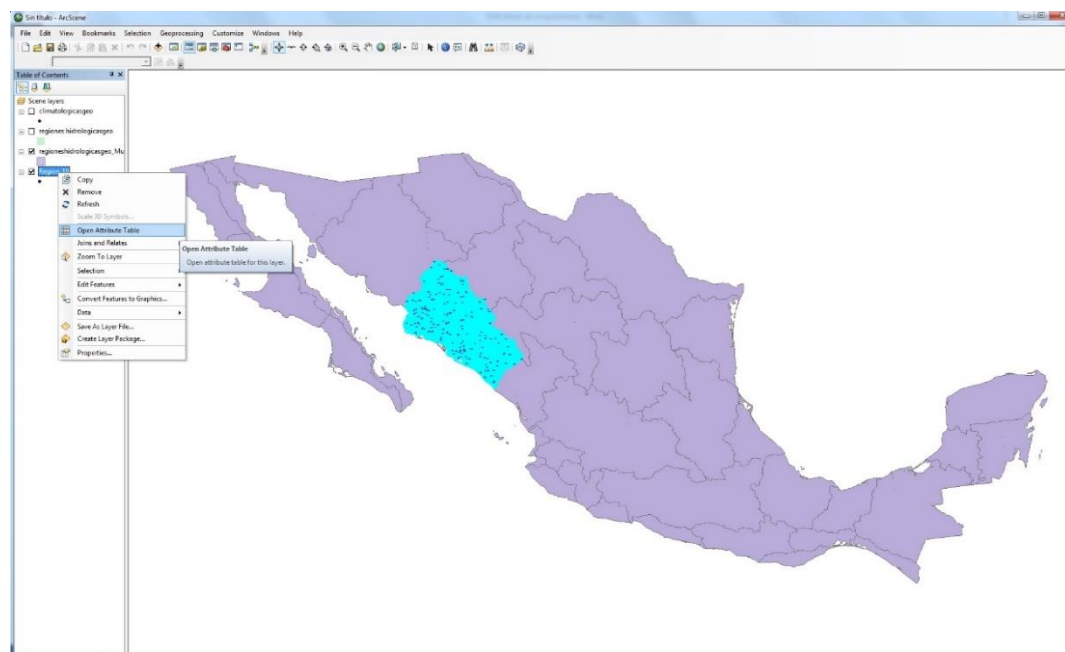 Sin título - ArcScene
File Edit View Bookmarks Selection Geoprocessing Customize Windows Help
Table of Contents
Scene layers
climatologicasgeo
regiones hidrologicasgeo
regioneshidrologicasgeo_Mu
Region_10
Copy
Remove
Refresh
Scale 3D Symbols...
Open Attribute Table
Joins and Relates
Zoom To Layer
Selection
Edit Features
Convert Features to Graphics...
Data
Save As Layer File...
Create Layer Package...
Properties...
Open Attribute Table
Open attribute table for this layer.